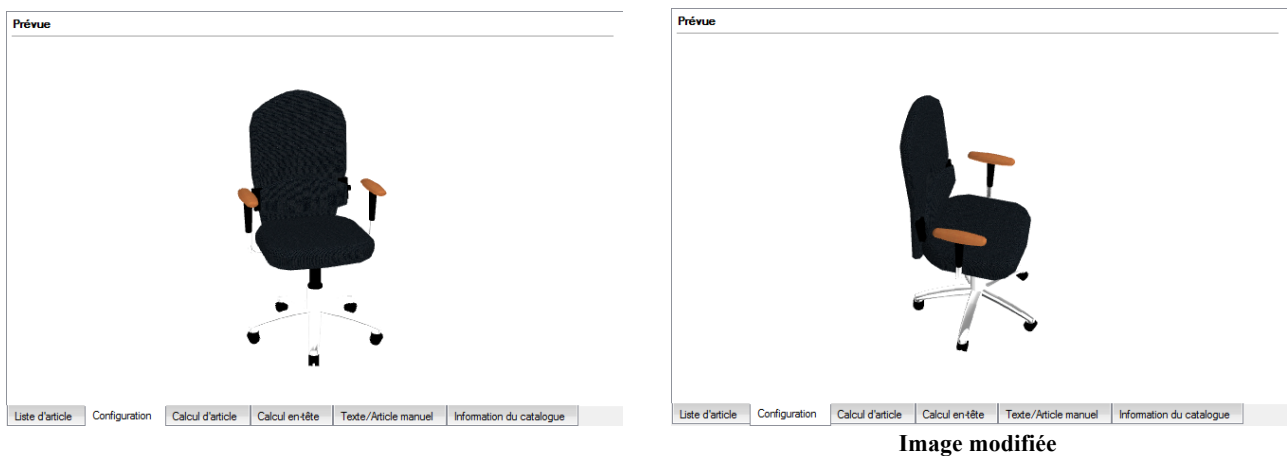 Prévue
Liste d'article Configuration Calcul d'article Calcul en-tête Texte/Article manuel Information du catalogue
Prévue
Liste d'article Configuration Calcul d'article Calcul en-tête Texte/Article manuel Information du catalogue
Image modifiée